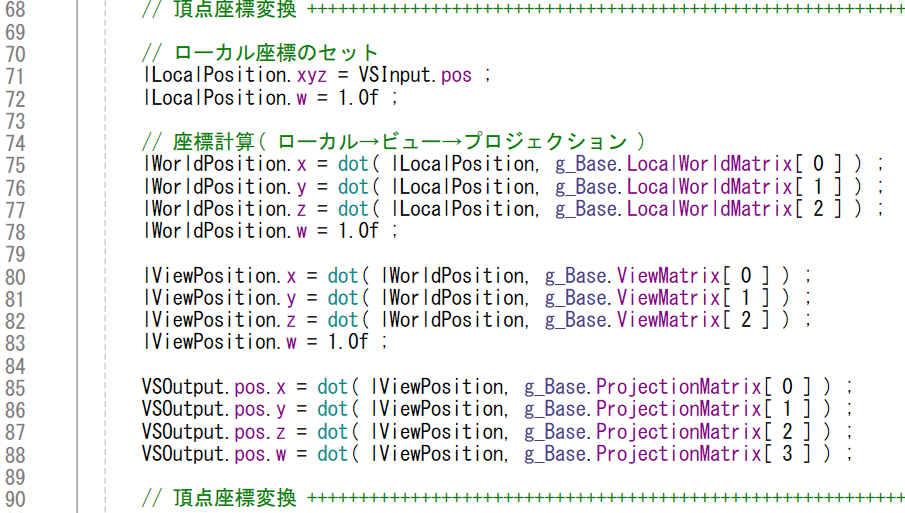 68 // 頂点座標変換 ++++++++++++++++++++++++++++++++++++++++++++++++++++++++++
69
70 // ローカル座標のセット
71 lLocalPosition.xyz = VSInput.pos ;
72 lLocalPosition.w = 1.0f ;
73
74 // 座標計算( ローカル→ビュー→プロジェクション )
75 lWorldPosition.x = dot( lLocalPosition, g_Base.LocalWorldMatrix[ 0 ] ) ;
76 lWorldPosition.y = dot( lLocalPosition, g_Base.LocalWorldMatrix[ 1 ] ) ;
77 lWorldPosition.z = dot( lLocalPosition, g_Base.LocalWorldMatrix[ 2 ] ) ;
78 lWorldPosition.w = 1.0f ;
79
80 lViewPosition.x = dot( lWorldPosition, g_Base.ViewMatrix[ 0 ] ) ;
81 lViewPosition.y = dot( lWorldPosition, g_Base.ViewMatrix[ 1 ] ) ;
82 lViewPosition.z = dot( lWorldPosition, g_Base.ViewMatrix[ 2 ] ) ;
83 lViewPosition.w = 1.0f ;
84
85 VSOutput.pos.x = dot( lViewPosition, g_Base.ProjectionMatrix[ 0 ] ) ;
86 VSOutput.pos.y = dot( lViewPosition, g_Base.ProjectionMatrix[ 1 ] ) ;
87 VSOutput.pos.z = dot( lViewPosition, g_Base.ProjectionMatrix[ 2 ] ) ;
88 VSOutput.pos.w = dot( lViewPosition, g_Base.ProjectionMatrix[ 3 ] ) ;
89
90 // 頂点座標変換 ++++++++++++++++++++++++++++++++++++++++++++++++++++++++++